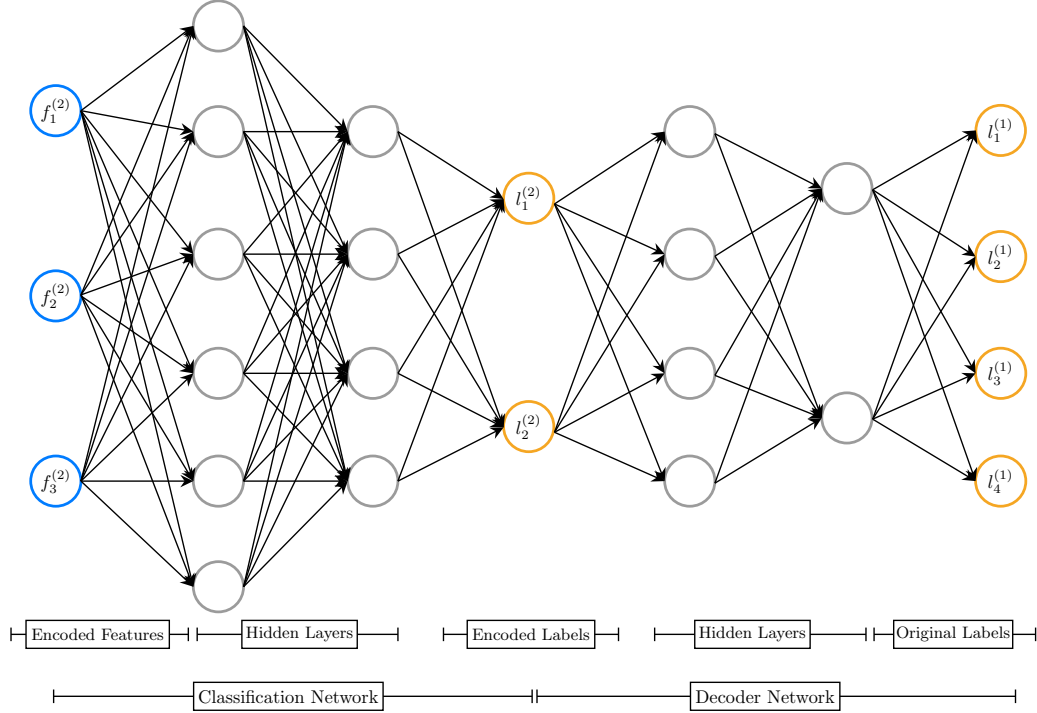 f_1^{(2)}
f_2^{(2)}
f_3^{(2)}
l_1^{(2)}
l_2^{(2)}
l_1^{(1)}
l_2^{(1)}
l_3^{(1)}
l_4^{(1)}
Encoded Features
Hidden Layers
Encoded Labels
Hidden Layers
Original Labels
Classification Network
Decoder Network